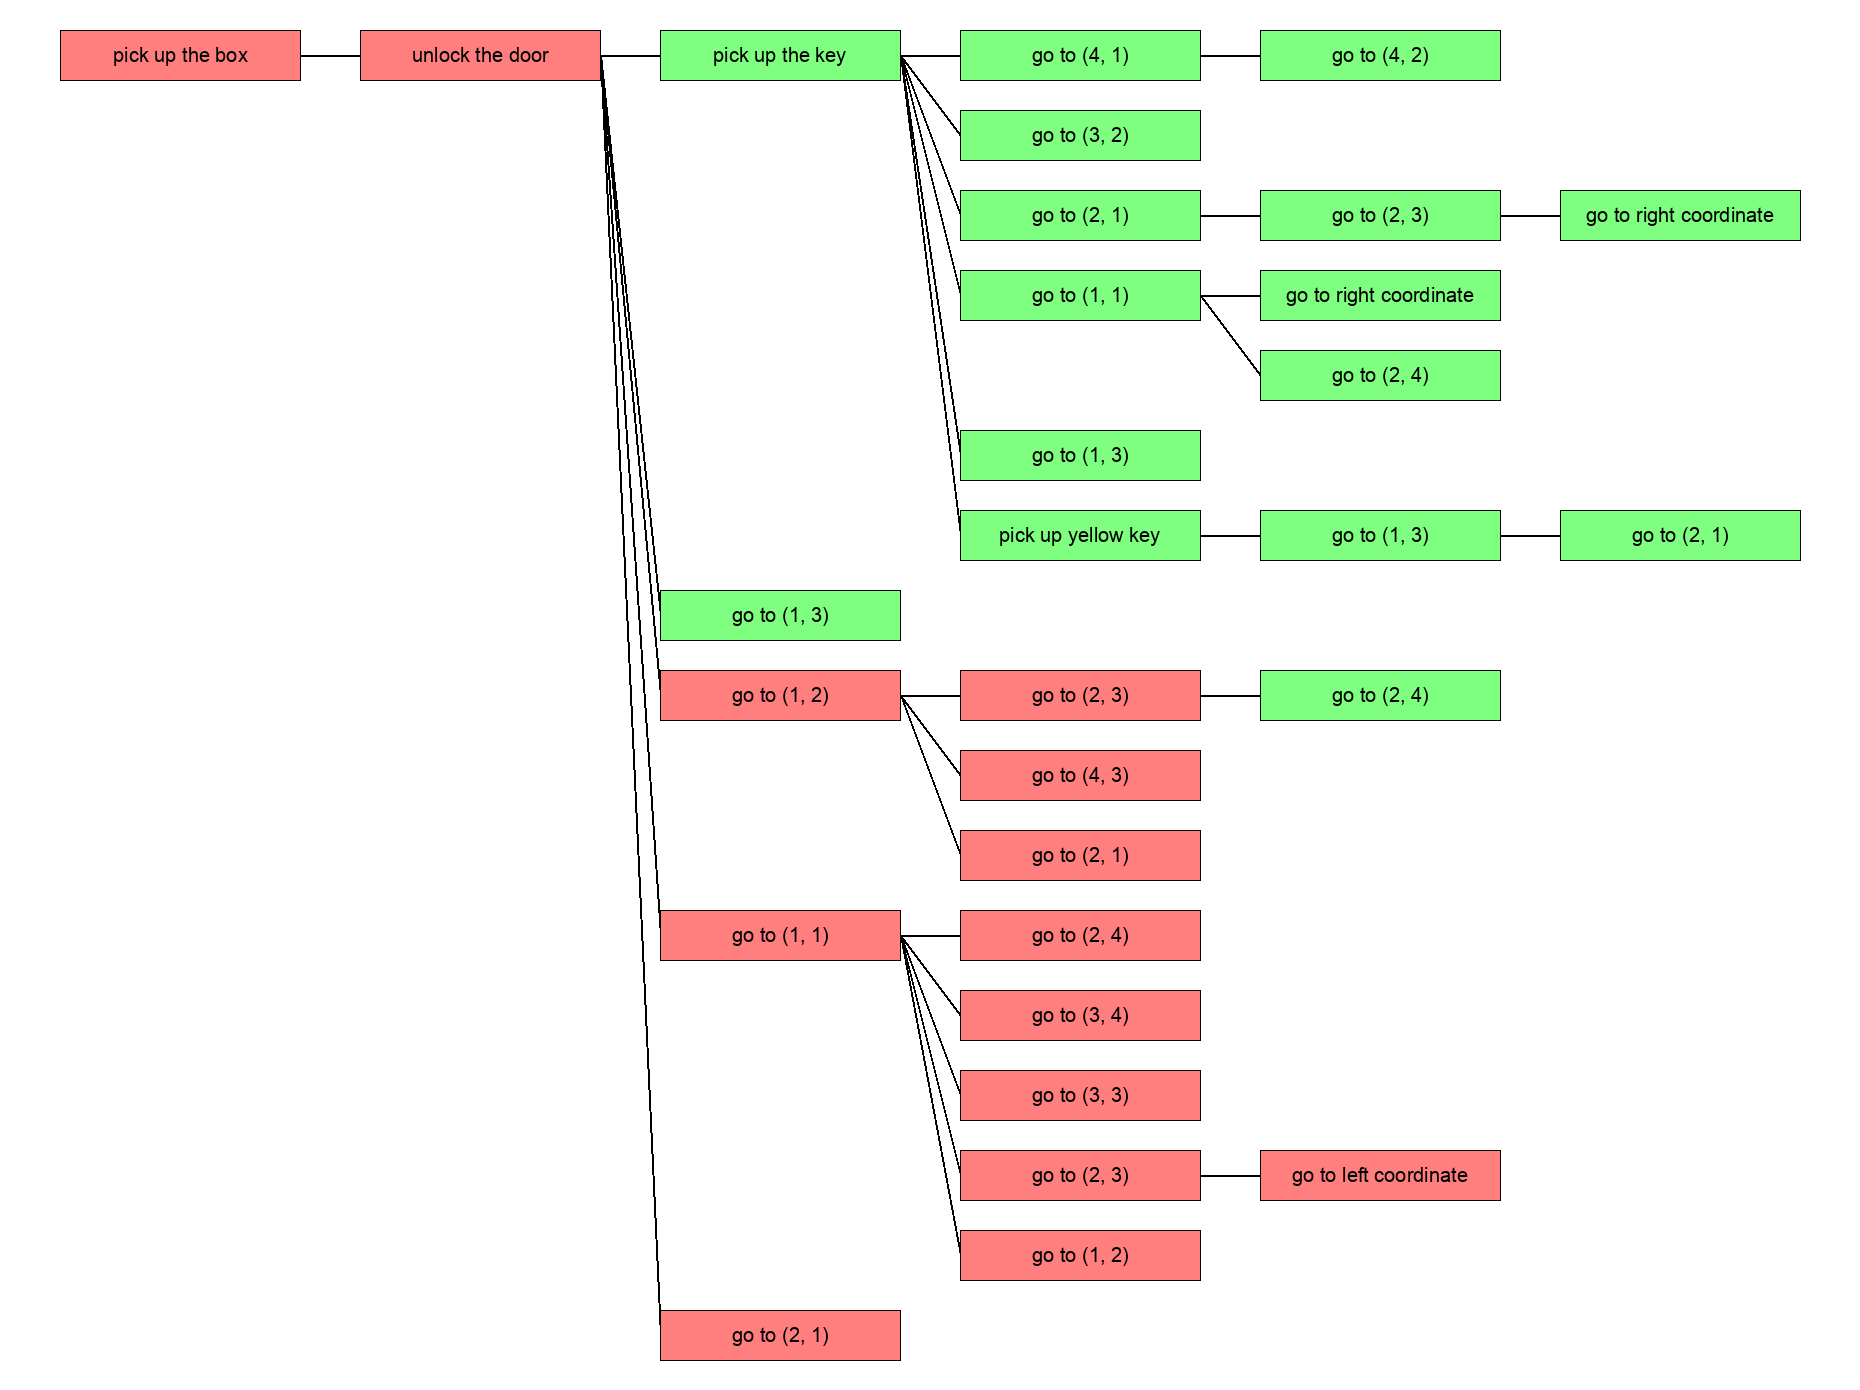 pick up the box
unlock the door
pick up the key
go to (4, 1)
go to (4, 2)
go to (3, 2)
go to (2, 1)
go to (2, 3)
go to right coordinate
go to (1, 1)
go to right coordinate
go to (2, 4)
go to (1, 3)
pick up yellow key
go to (1, 3)
go to (2, 1)
go to (1, 3)
go to (1, 2)
go to (2, 3)
go to (2, 4)
go to (4, 3)
go to (2, 1)
go to (1, 1)
go to (2, 4)
go to (3, 4)
go to (3, 3)
go to (2, 3)
go to left coordinate
go to (1, 2)
go to (2, 1)